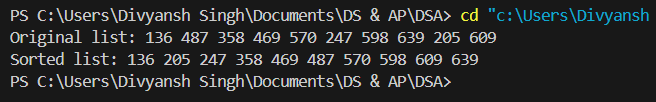 PS C:\Users\Divyansh Singh\Documents\DS & AP\DSA> cd "c:\Users\Divyansh
Original list: 136 487 358 469 570 247 598 639 205 609
Sorted list: 136 205 247 358 469 487 570 598 609 639
PS C:\Users\Divyansh Singh\Documents\DS & AP\DSA>